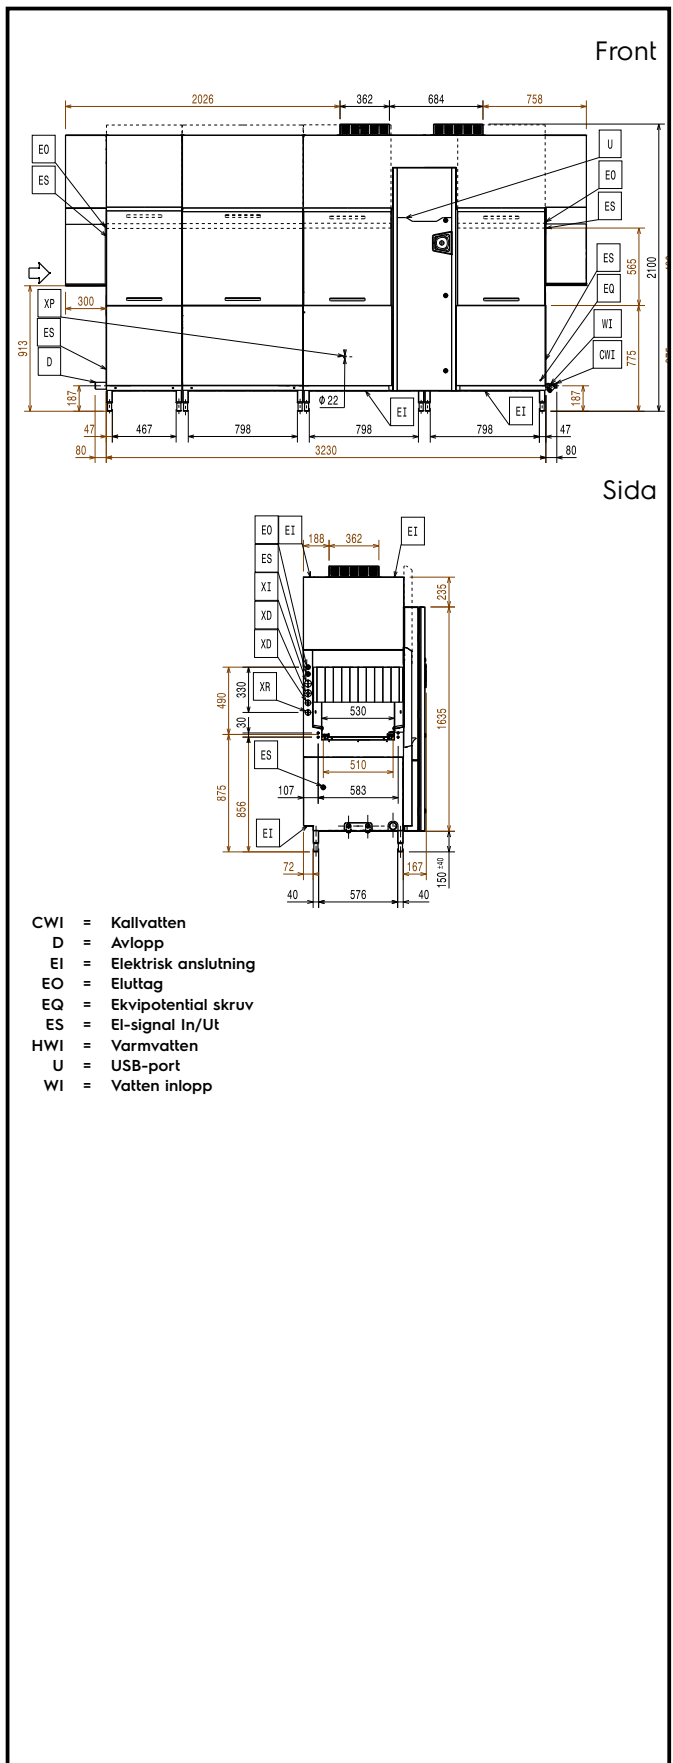 Front
2026 362 684 758
EO
ES
U
EO
ES
2100
565
ES
EQ
WI
CWI
300
XP
ES
D
913
775
187
Ø 22
EI
EI
187
47 467 798 798 798 47
80 3230 80
Sida
EO EI EI
188 362
ES
XI
XD
XD
XR
235
490
330
30
530
1635
ES
510
107 583
875
856
EI
72 167
150 ±40
40 576 40
CWI = Kallvatten
D = Avlopp
EI = Elektrisk anslutning
EO = Eluttag
EQ = Ekvipotential skruv
ES = El-signal In/Ut
HWI = Varmvatten
U = USB-port
WI = Vatten inlopp